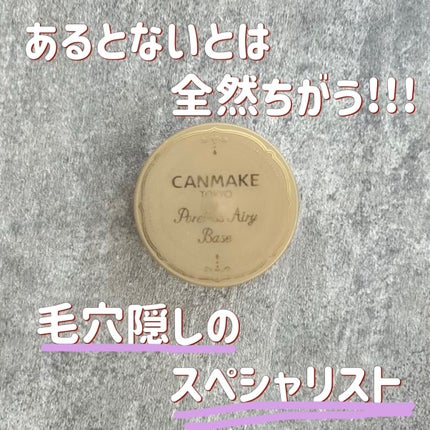 あるとないとは
全然ちがう!!!
CANMAKE
TOKYO
Poreless Airy
Base
毛穴隠しの
スペシャリスト